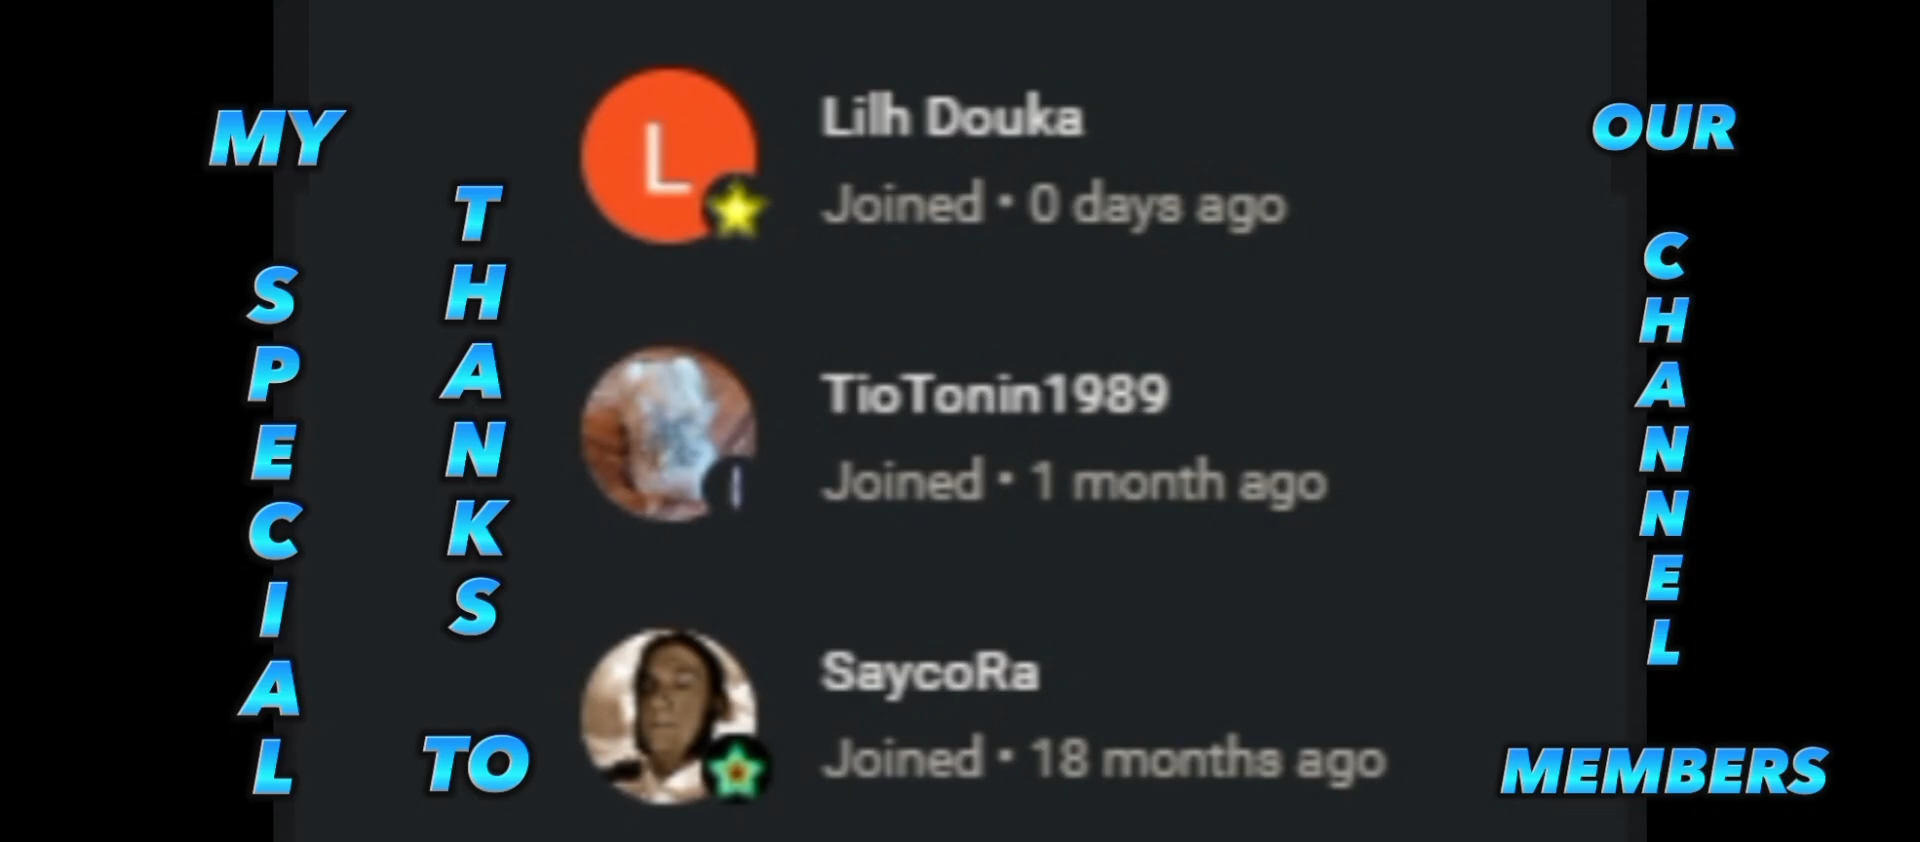 MY
SPECIAL
THANKS
TO
L
Lilh Douka
Joined • 0 days ago
TioTonin1989
Joined • 1 month ago
SaycoRa
Joined • 18 months ago
OUR
CHANNEL
MEMBERS